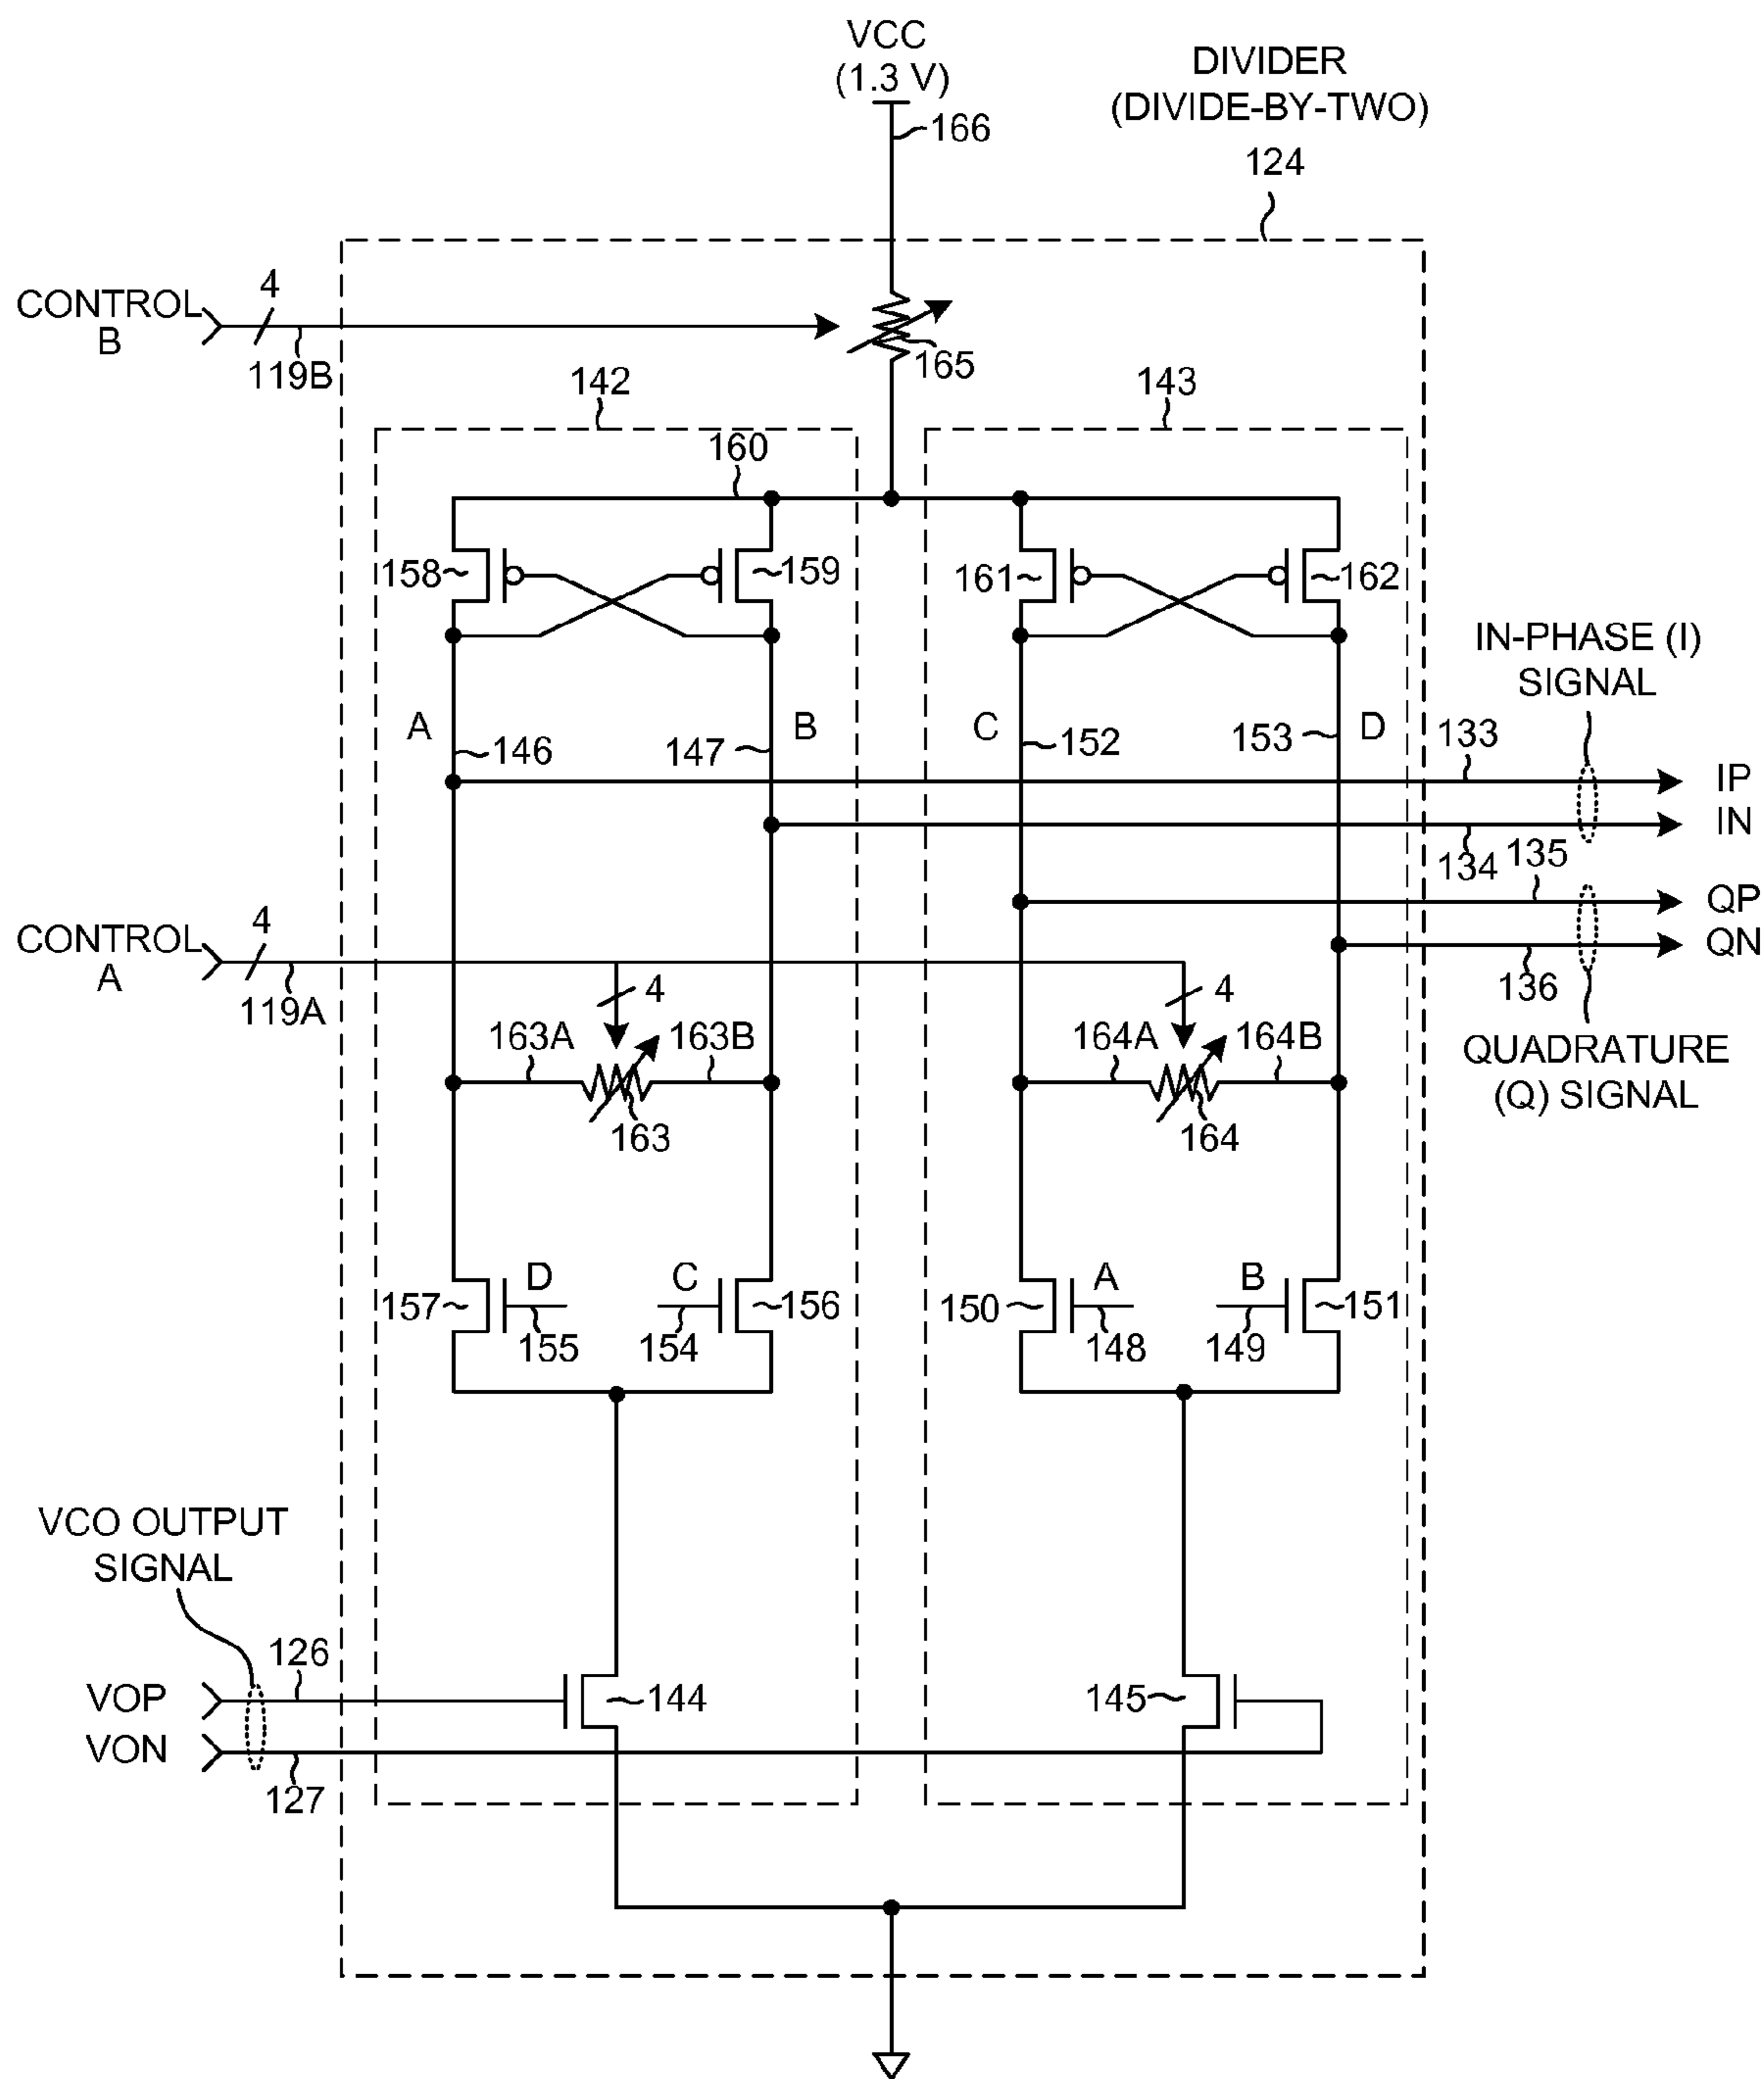 VCC
(1.3 V)
166
DIVIDER
(DIVIDE-BY-TWO)
124
CONTROL
B
4
119B
165
142
143
160
158
159
161
162
IN-PHASE (I)
SIGNAL
A
146
147
B
C
152
153
D
133
IP
IN
134
135
QP
QN
136
QUADRATURE
(Q) SIGNAL
CONTROL
A
4
119A
4
4
163A
163B
163
164A
164B
164
157
D
155
C
154
156
150
A
148
B
149
151
VCO OUTPUT
SIGNAL
126
VOP
VON
127
144
145